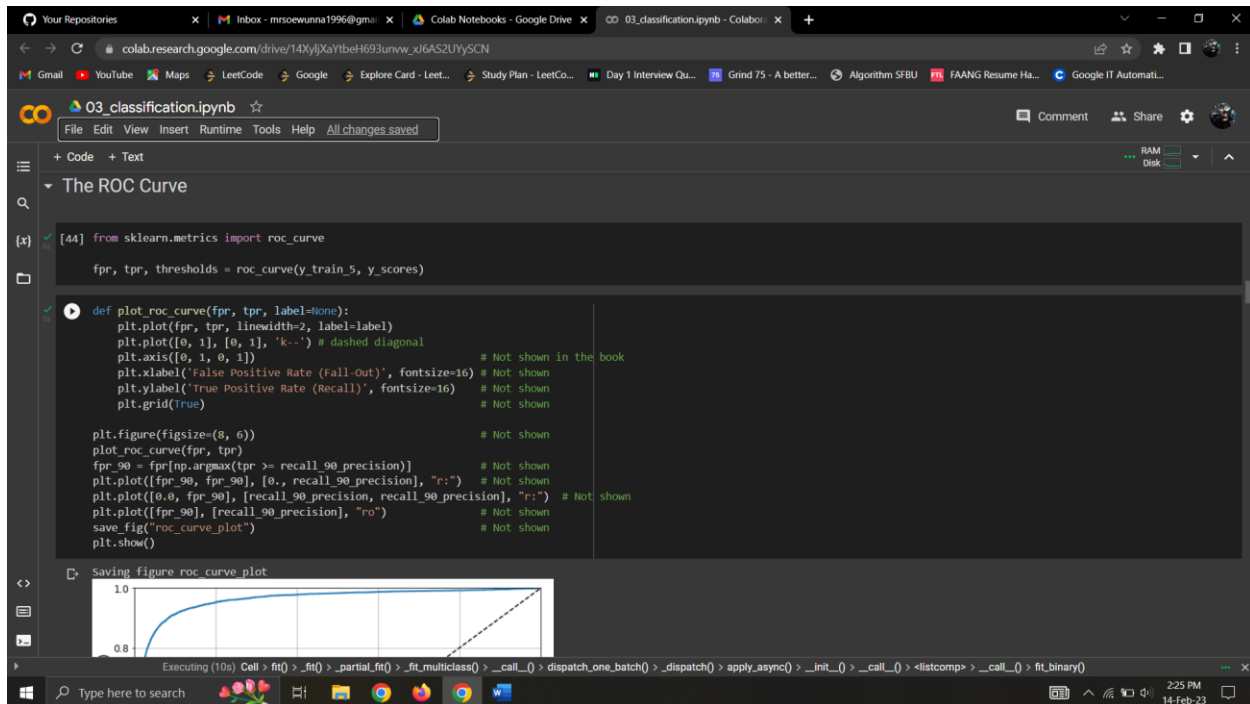 Your Repositories
Inbox - mrsoewunna1996@gmai
Colab Notebooks - Google Drive
03_classification.ipynb - Colabora
colab.research.google.com/drive/14XyljXaYtbeH693unvw_xJ6AS2UYySCN
Gmail YouTube Maps LeetCode Google Explore Card - Leet... Study Plan - LeetCo... Day 1 Interview Qu... 75 Grind 75 - A better... Algorithm SFBU FTL FAANG Resume Ha... Google IT Automati...
03_classification.ipynb
Comment Share
File Edit View Insert Runtime Tools Help All changes saved
+ Code + Text
RAM
Disk
The ROC Curve
{x}
[44] from sklearn.metrics import roc_curve
0s
fpr, tpr, thresholds = roc_curve(y_train_5, y_scores)
def plot_roc_curve(fpr, tpr, label=None):
0s
plt.plot(fpr, tpr, linewidth=2, label=label)
plt.plot([0, 1], [0, 1], 'k--') # dashed diagonal
plt.axis([0, 1, 0, 1]) # Not shown in the book
plt.xlabel('False Positive Rate (Fall-Out)', fontsize=16) # Not shown
plt.ylabel('True Positive Rate (Recall)', fontsize=16) # Not shown
plt.grid(True) # Not shown
plt.figure(figsize=(8, 6)) # Not shown
plot_roc_curve(fpr, tpr)
fpr_90 = fpr[np.argmax(tpr >= recall_90_precision)] # Not shown
plt.plot([fpr_90, fpr_90], [0., recall_90_precision], "r:") # Not shown
plt.plot([0.0, fpr_90], [recall_90_precision, recall_90_precision], "r:") # Not shown
plt.plot([fpr_90], [recall_90_precision], "ro") # Not shown
save_fig("roc_curve_plot") # Not shown
plt.show()
Saving figure roc_curve_plot
1.0
0.8
Executing (10s) Cell > fit() > _fit() > _partial_fit() > _fit_multiclass() > __call__() > dispatch_one_batch() > _dispatch() > apply_async() > __init__() > __call__() > <listcomp> > __call__() > fit_binary()
Type here to search
2:25 PM
14-Feb-23